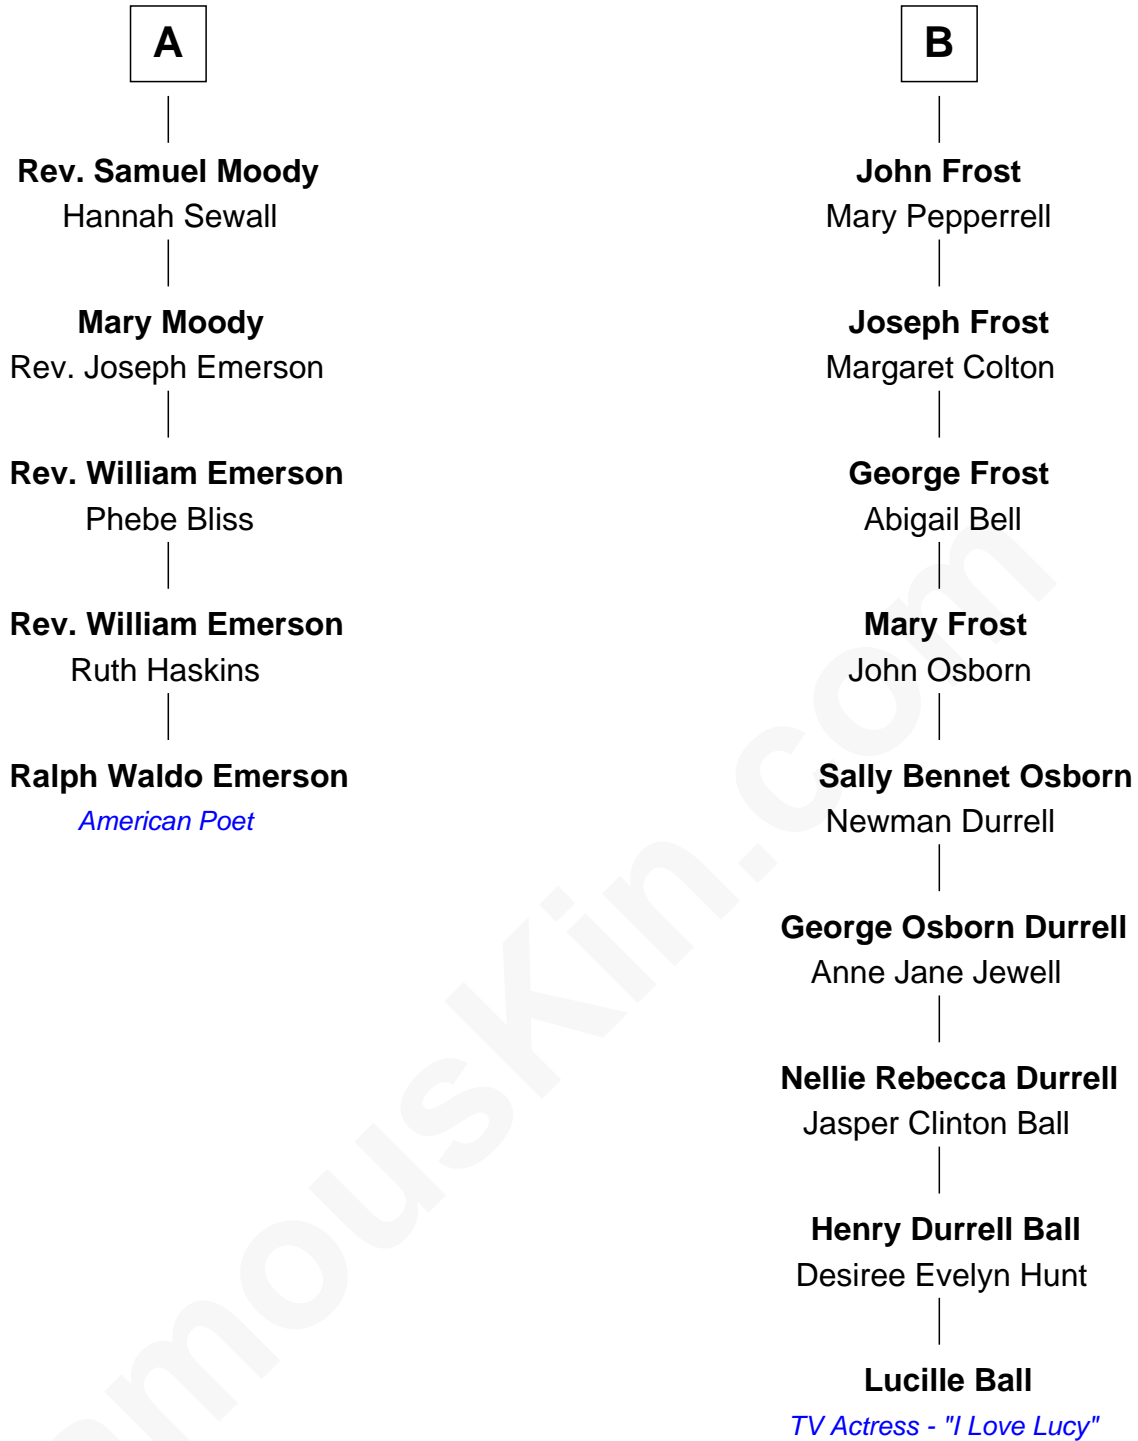 A
Rev. Samuel Moody
Hannah Sewall
Mary Moody
Rev. Joseph Emerson
Rev. William Emerson
Phebe Bliss
Rev. William Emerson
Ruth Haskins
Ralph Waldo Emerson
American Poet
B
John Frost
Mary Pepperrell
Joseph Frost
Margaret Colton
George Frost
Abigail Bell
Mary Frost
John Osborn
Sally Bennet Osborn
Newman Durrell
George Osborn Durrell
Anne Jane Jewell
Nellie Rebecca Durrell
Jasper Clinton Ball
Henry Durrell Ball
Desiree Evelyn Hunt
Lucille Ball
TV Actress - "I Love Lucy"
amousKin.com